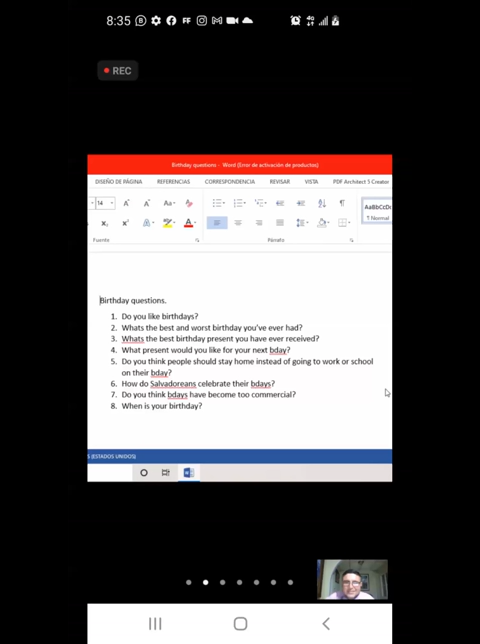 8:35
REC
Birthday questions - Word (Error de activación de productos)
DISEÑO DE PÁGINA REFERENCIAS CORRESPONDENCIA REVISAR VISTA PDF Architect 5 Creator
14 A A Aa
X₂ X² A A
AaBbCcDc
¶ Normal
Fuente Párrafo
Birthday questions.
1. Do you like birthdays?
2. Whats the best and worst birthday you've ever had?
3. Whats the best birthday present you have ever received?
4. What present would you like for your next bday?
5. Do you think people should stay home instead of going to work or school
on their bday?
6. How do Salvadoreans celebrate their bdays?
7. Do you think bdays have become too commercial?
8. When is your birthday?
S (ESTADOS UNIDOS)